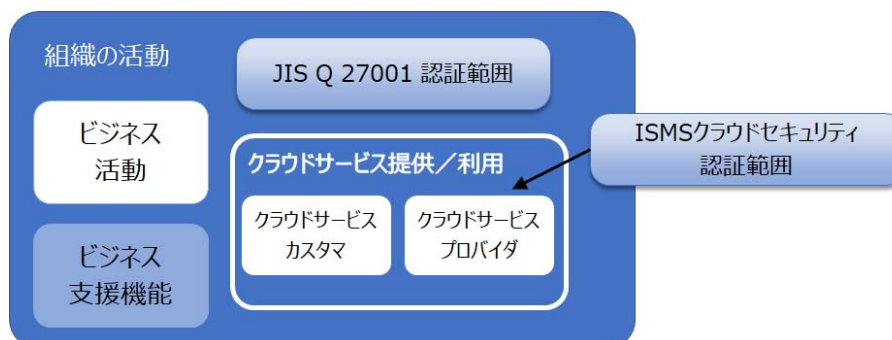 組織の活動
JIS Q 27001 認証範囲
ビジネス
活動
クラウドサービス提供／利用
ISMSクラウドセキュリティ
認証範囲
クラウドサービス
カスタマ
クラウドサービス
プロバイダ
ビジネス
支援機能